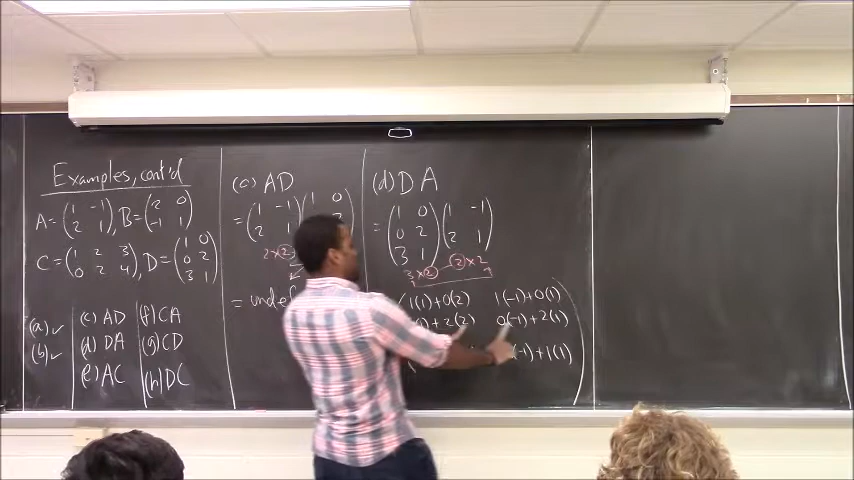 Examples, cont'd
A = (1 -1
2 1), B = (2 0
-1 1)
C = (1 2 3
0 2 4), D = (1 0
0 2
3 1)
(a) ✓
(b) ✓
(c) AD
(d) DA
(e) AC
(f) CA
(g) CD
(h) DC
(c) AD
= (1 -1
2 1)(1 0
2 × 2
= undef
(d) DA
= (1 0
0 2
3 1)(1 -1
2 1)
3 × 2 2 × 2
(1(1)+0(2) 1(-1)+0(1)
+2(2) 0(-1)+2(1)
(-1)+1(1))